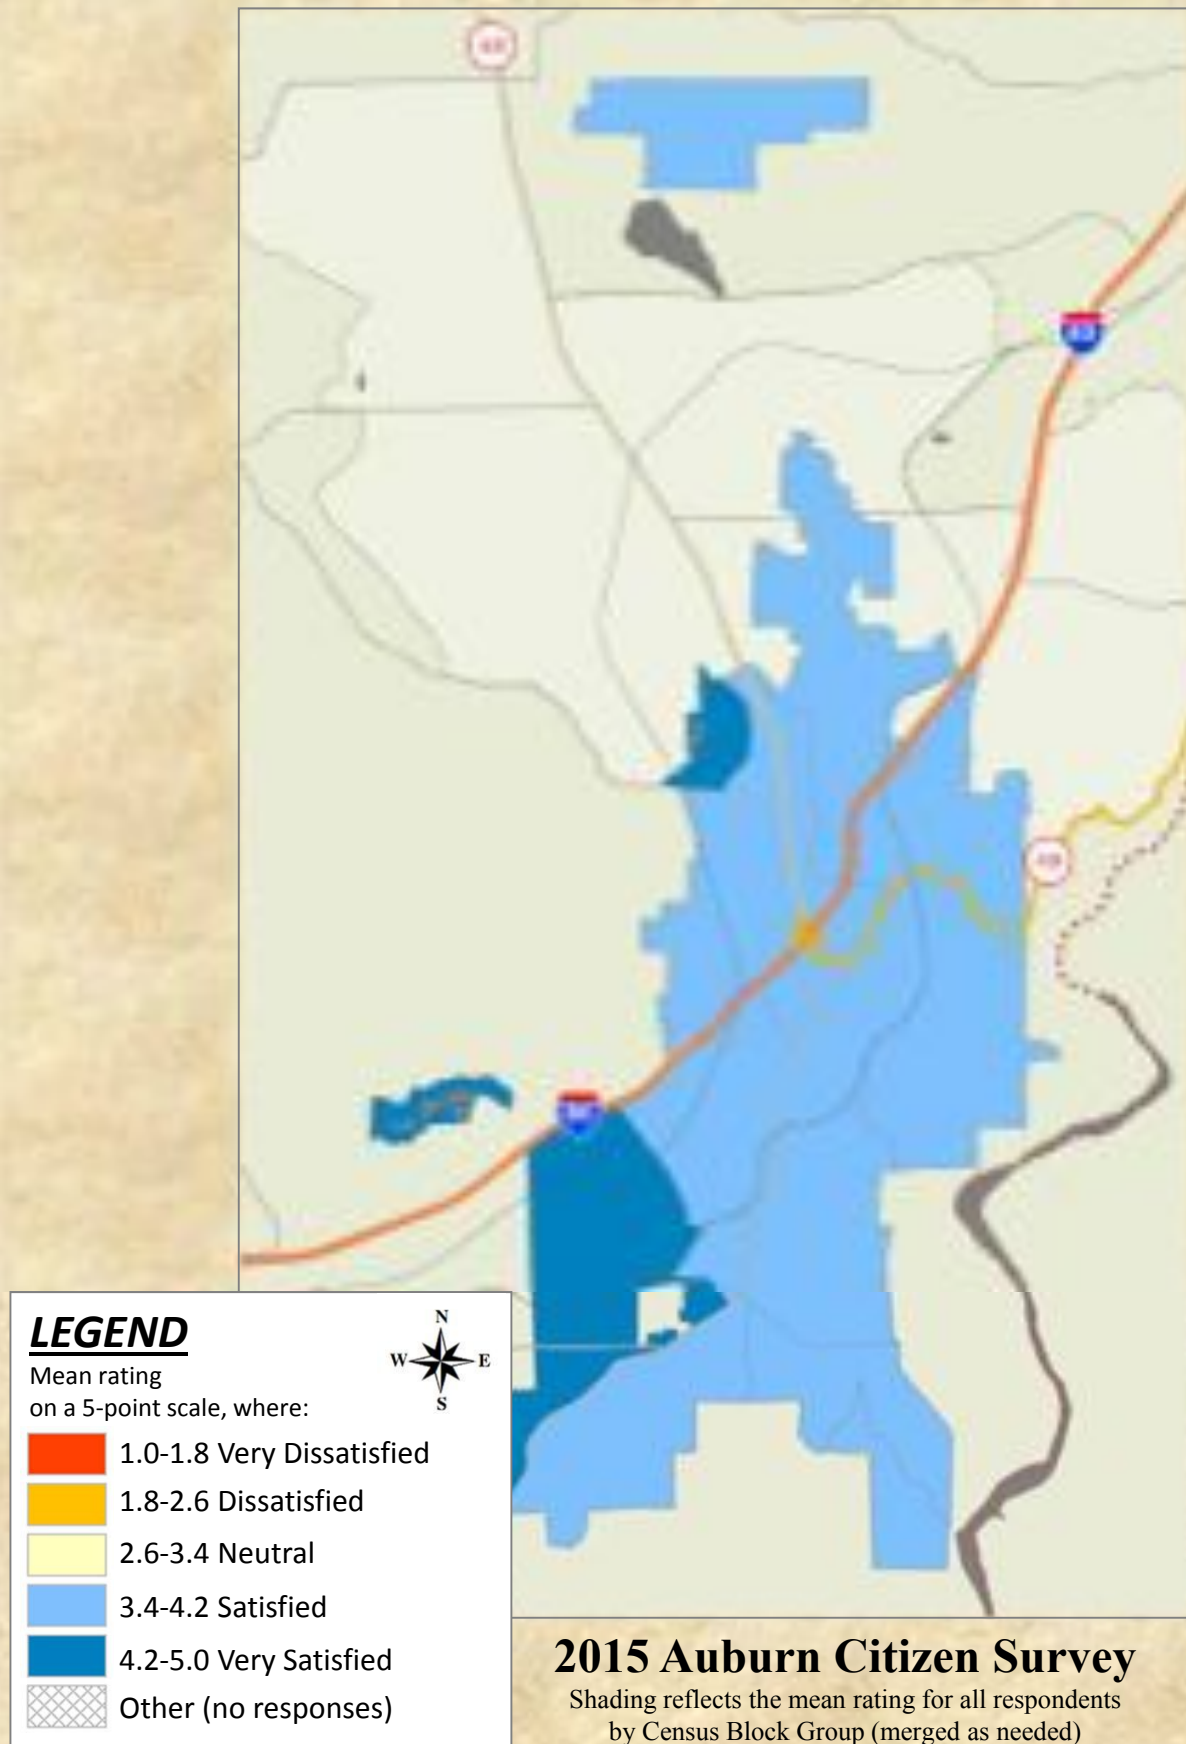 LEGEND
Mean rating
on a 5-point scale, where:
N
W E
S
1.0-1.8 Very Dissatisfied
1.8-2.6 Dissatisfied
2.6-3.4 Neutral
3.4-4.2 Satisfied
4.2-5.0 Very Satisfied
Other (no responses)
2015 Auburn Citizen Survey
Shading reflects the mean rating for all respondents
by Census Block Group (merged as needed)